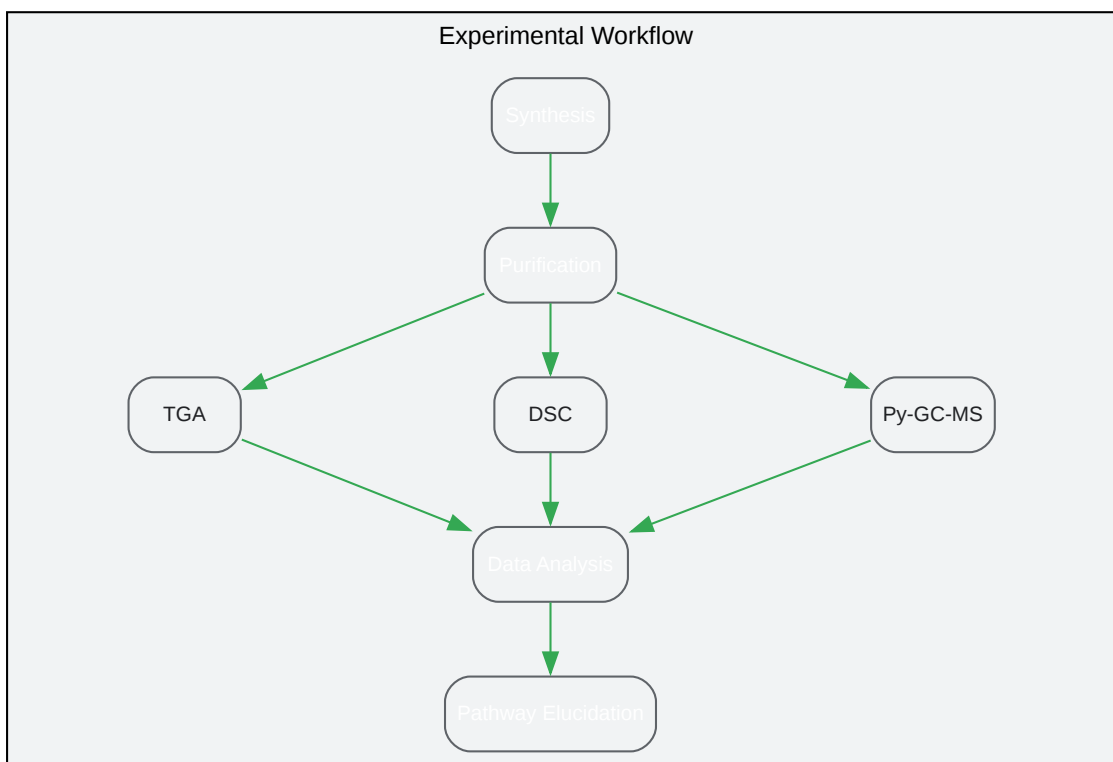 Experimental Workflow
Synthesis
Purification
TGA
DSC
Py-GC-MS
Data Analysis
Pathway Elucidation